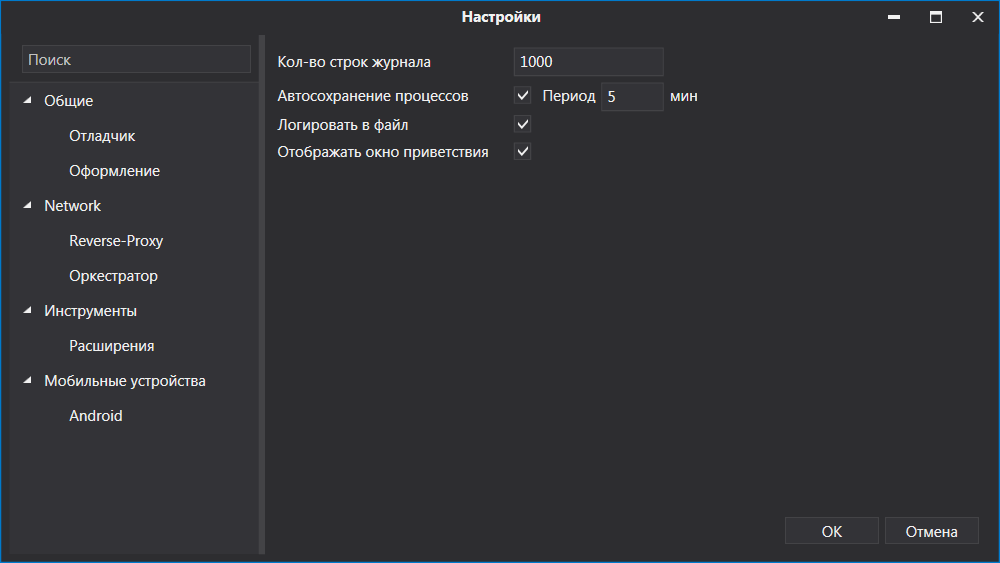 Настройки
Поиск
Общие
Отладчик
Оформление
Network
Reverse-Proxy
Оркестратор
Инструменты
Расширения
Мобильные устройства
Android
Кол-во строк журнала 1000
Автосохранение процессов Период 5 мин
Логировать в файл
Отображать окно приветствия
ОК Отмена